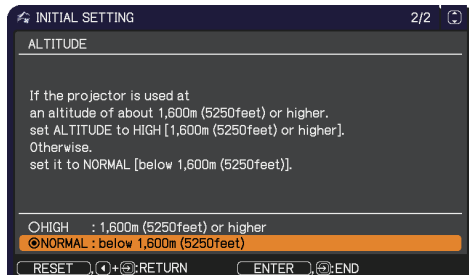 INITIAL SETTING 2/2
ALTITUDE
If the projector is used at
an altitude of about 1,600m (5250feet) or higher.
set ALTITUDE to HIGH [1,600m (5250feet) or higher].
Otherwise.
set it to NORMAL [below 1,600m (5250feet)].
HIGH : 1,600m (5250feet) or higher
NORMAL : below 1,600m (5250feet)
RESET , + :RETURN ENTER , :END